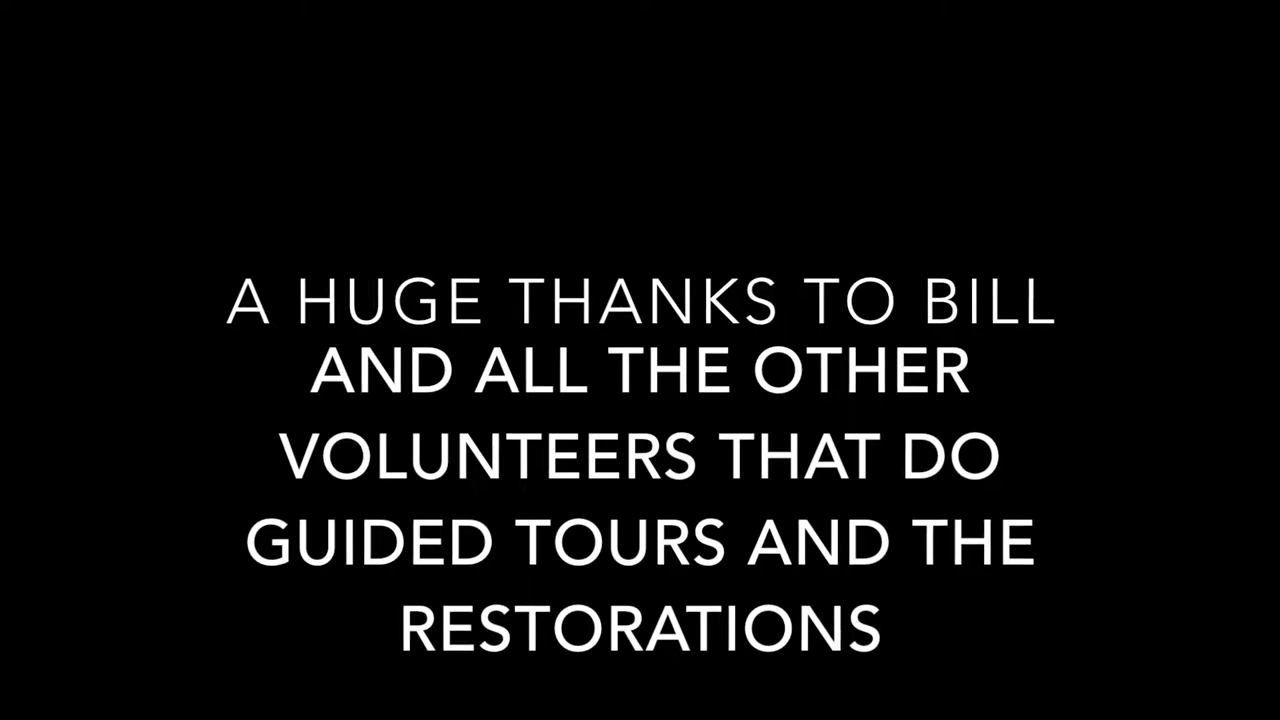 A HUGE THANKS TO BILL
AND ALL THE OTHER
VOLUNTEERS THAT DO
GUIDED TOURS AND THE
RESTORATIONS